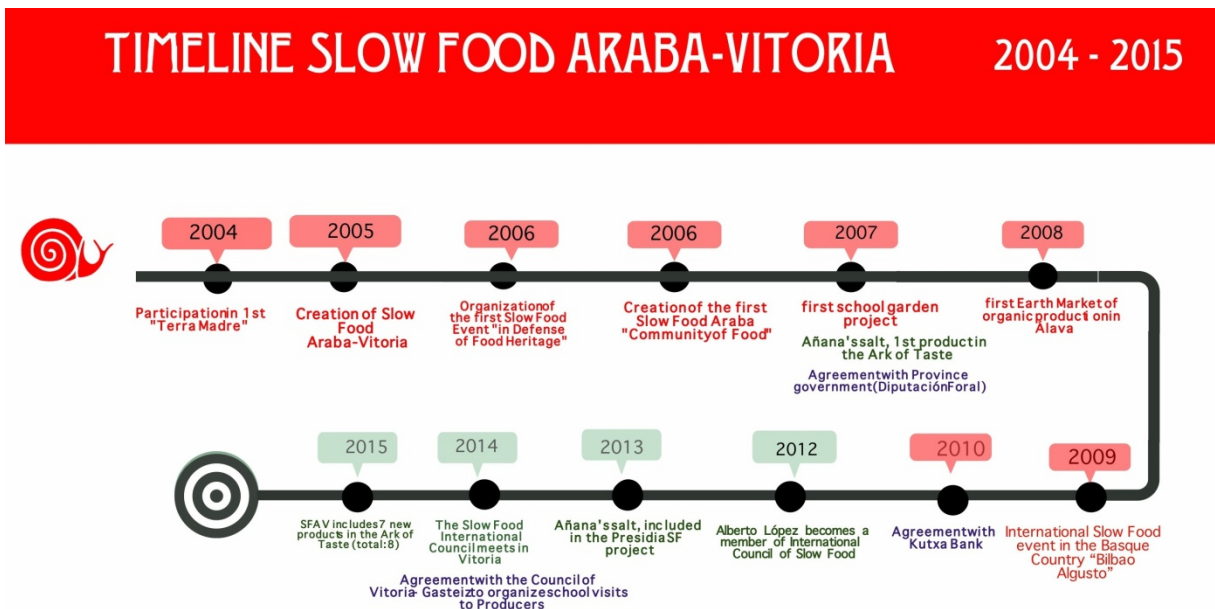 TIMELINE SLOW FOOD ARABA-VITORIA 2004 - 2015
2004
Participationin 1st
"Terra Madre"
2005
Creation of Slow
Food
Araba-Vitoria
2006
Organizationof
the first Slow Food
Event "in Defense
of Food Heritage"
2006
Creationof the first
Slow Food Araba
"Communityof Food"
2007
first school garden
project
Añana'ssalt, 1st productin
the Ark of Taste
Agreementwith Province
government(DiputaciónForal)
2008
first Earth Market of
organic productionin
Álava
2009
International Slow Food
event in the Basque
Country "Bilbao
Algusto"
2010
Agreementwith
Kutxa Bank
2012
Alberto López becomes a
member of International
Council of Slow Food
2013
Añana'ssalt, included
in the PresidiaSF
project
2014
The Slow Food
International
Councilmeets in
Vitoria
Agreementwith the Council of
Vitoria- Gasteizto organizeschool visits
to Producers
2015
SFAV includes7 new
products in the Ark of
Taste (total:8)